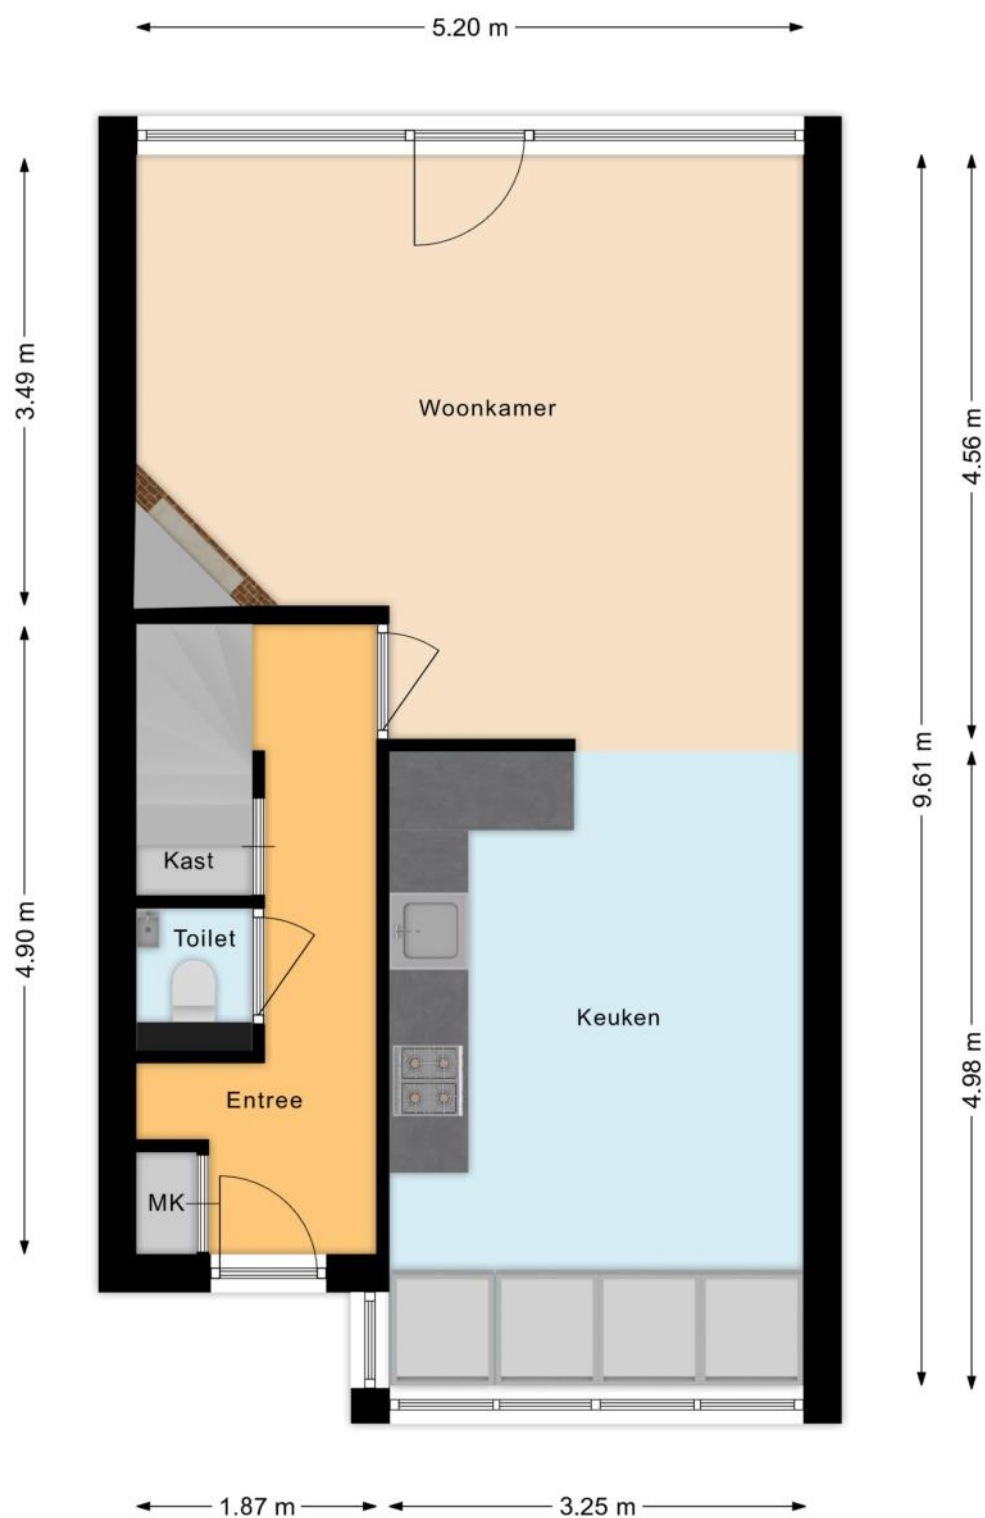 5.20 m
3.49 m
Woonkamer
4.56 m
9.61 m
Kast
4.90 m
Toilet
Keuken
4.98 m
Entree
MK
1.87 m
3.25 m